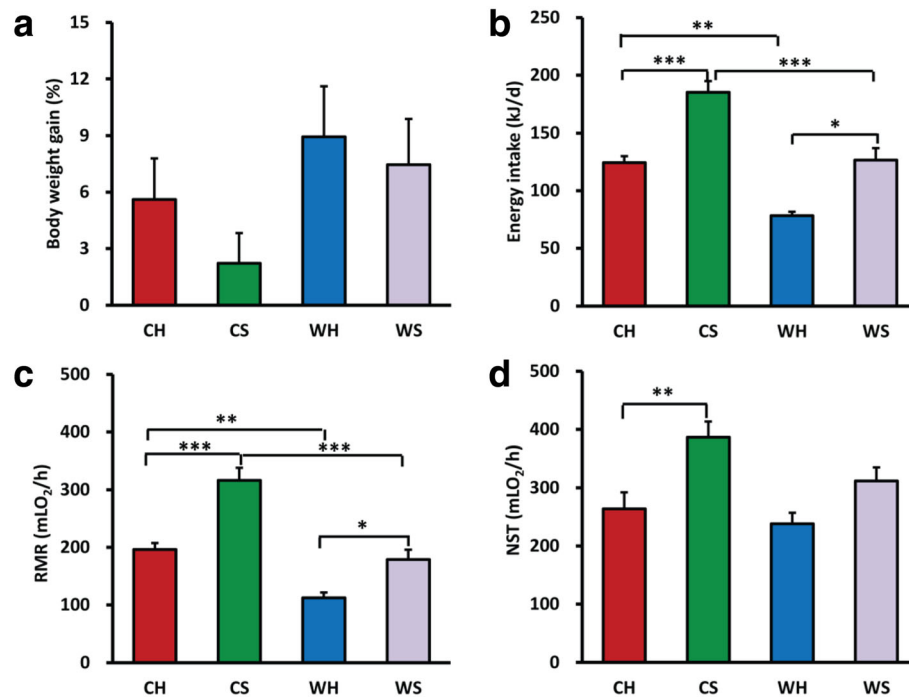 a
Body weight gain (%)
15
12
9
6
3
0
CH CS WH WS
b
Energy intake (kJ/d)
250
200
150
100
50
0
**
*** ***
*
CH CS WH WS
c
RMR (mLO₂/h)
500
400
300
200
100
0
**
*** ***
*
CH CS WH WS
d
NST (mLO₂/h)
500
400
300
200
100
0
**
CH CS WH WS